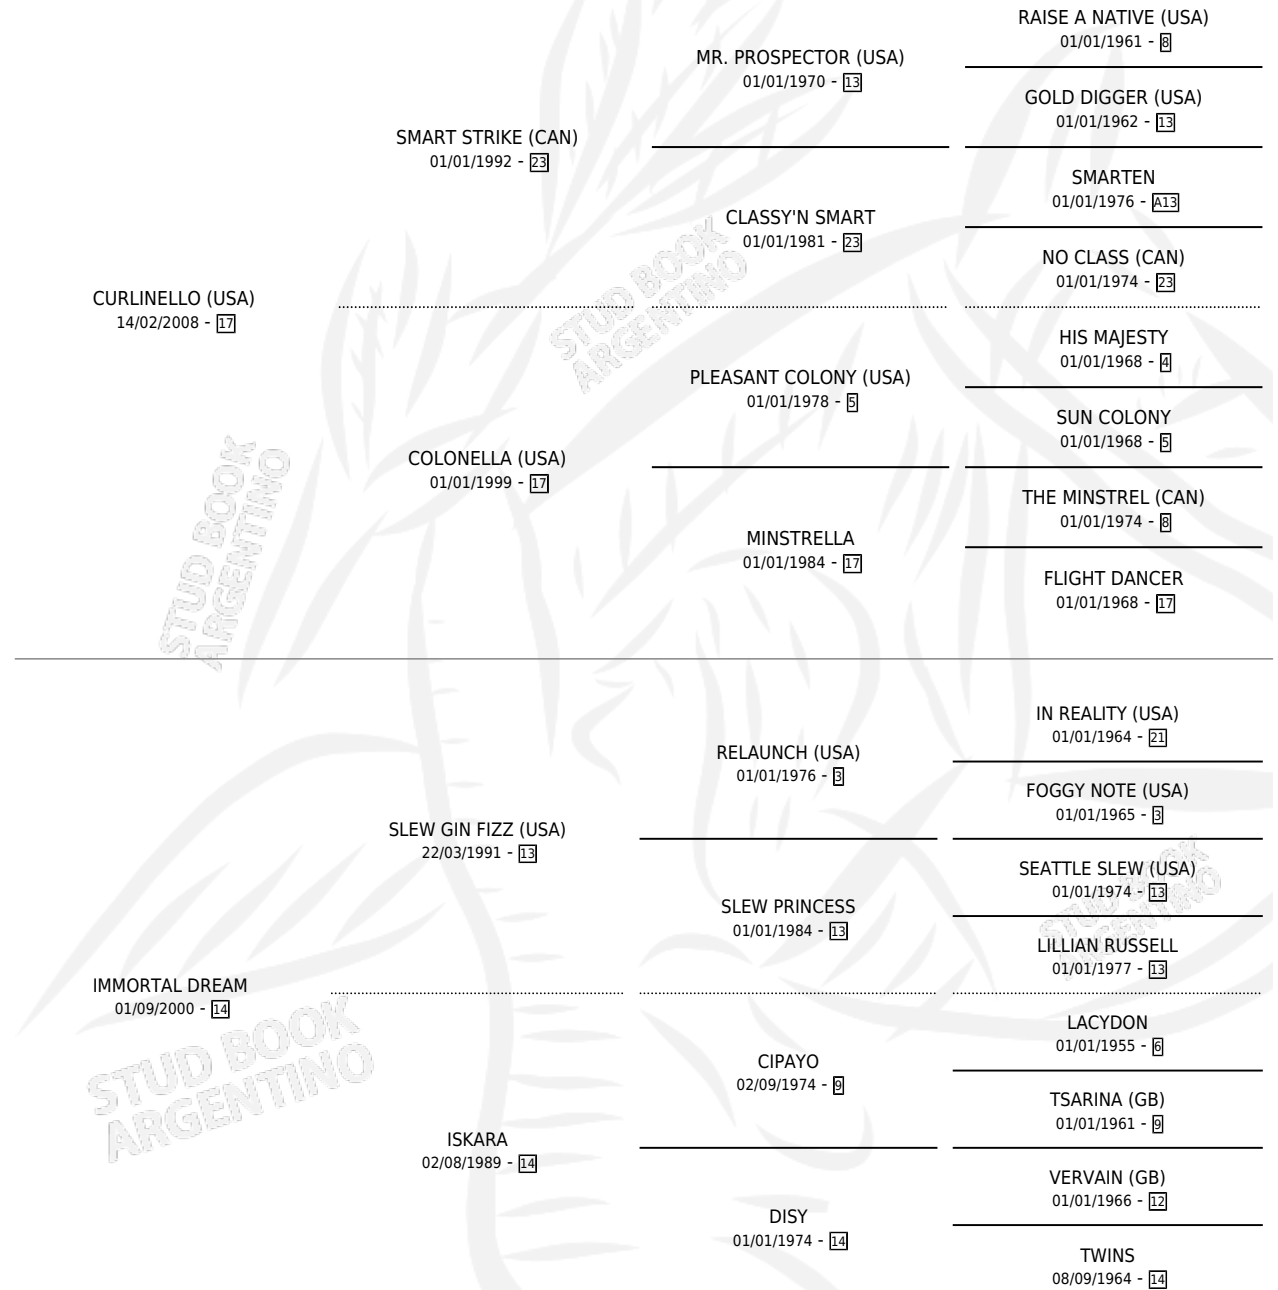 RAISE A NATIVE (USA)
01/01/1961 - 8
MR. PROSPECTOR (USA)
01/01/1970 - 13
GOLD DIGGER (USA)
01/01/1962 - 13
SMART STRIKE (CAN)
01/01/1992 - 23
SMARTEN
01/01/1976 - A13
CLASSY'N SMART
01/01/1981 - 23
NO CLASS (CAN)
01/01/1974 - 23
CURLINELLO (USA)
14/02/2008 - 17
STUD BOOK
ARGENTINO
HIS MAJESTY
01/01/1968 - 4
PLEASANT COLONY (USA)
01/01/1978 - 5
SUN COLONY
01/01/1968 - 5
COLONELLA (USA)
01/01/1999 - 17
THE MINSTREL (CAN)
01/01/1974 - 8
MINSTRELLA
01/01/1984 - 17
FLIGHT DANCER
01/01/1968 - 17
STUD BOOK
ARGENTINO
IN REALITY (USA)
01/01/1964 - 21
RELAUNCH (USA)
01/01/1976 - 3
FOGGY NOTE (USA)
01/01/1965 - 3
SLEW GIN FIZZ (USA)
22/03/1991 - 13
SEATTLE SLEW (USA)
01/01/1974 - 13
SLEW PRINCESS
01/01/1984 - 13
STUD BOOK
ARGENTINO
LILLIAN RUSSELL
01/01/1977 - 13
IMMORTAL DREAM
01/09/2000 - 14
LACYDON
01/01/1955 - 6
STUD BOOK
ARGENTINO
CIPAYO
02/09/1974 - 9
TSARINA (GB)
01/01/1961 - 9
ISKARA
02/08/1989 - 14
VERVAIN (GB)
01/01/1966 - 12
DISY
01/01/1974 - 14
TWINS
08/09/1964 - 14